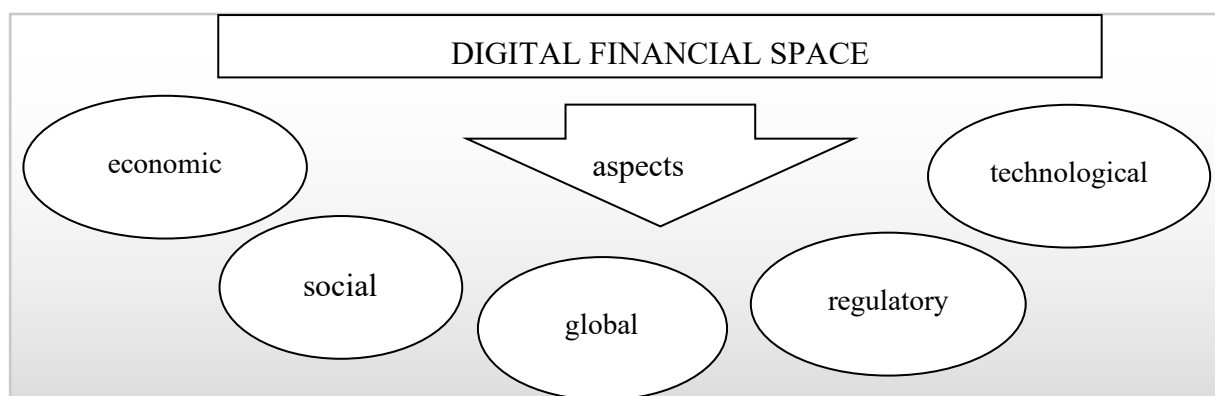 DIGITAL FINANCIAL SPACE
aspects
economic
technological
social
regulatory
global